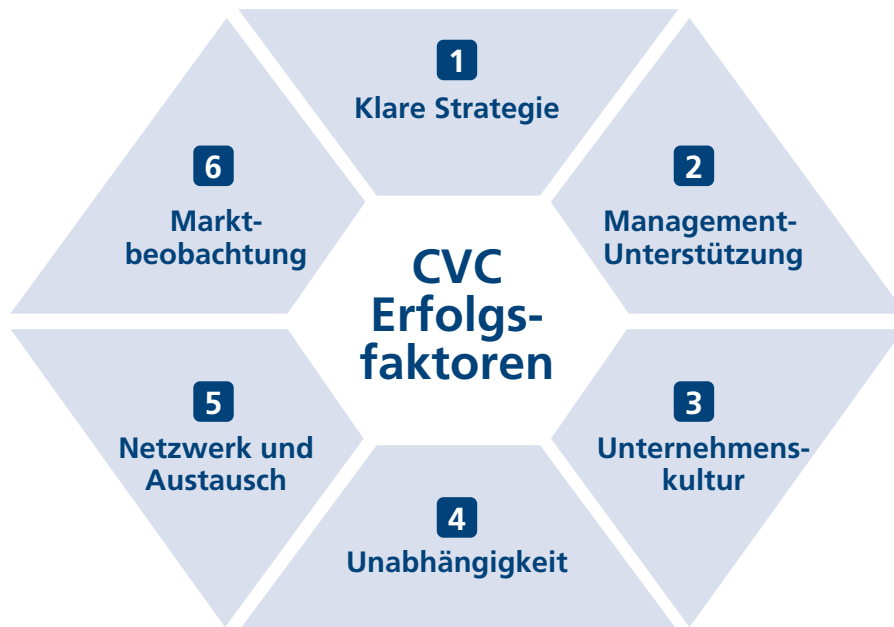 CVC
Erfolgs-
faktoren
1
Klare Strategie
2
Management-
Unterstützung
3
Unternehmens-
kultur
4
Unabhängigkeit
5
Netzwerk und
Austausch
6
Markt-
beobachtung